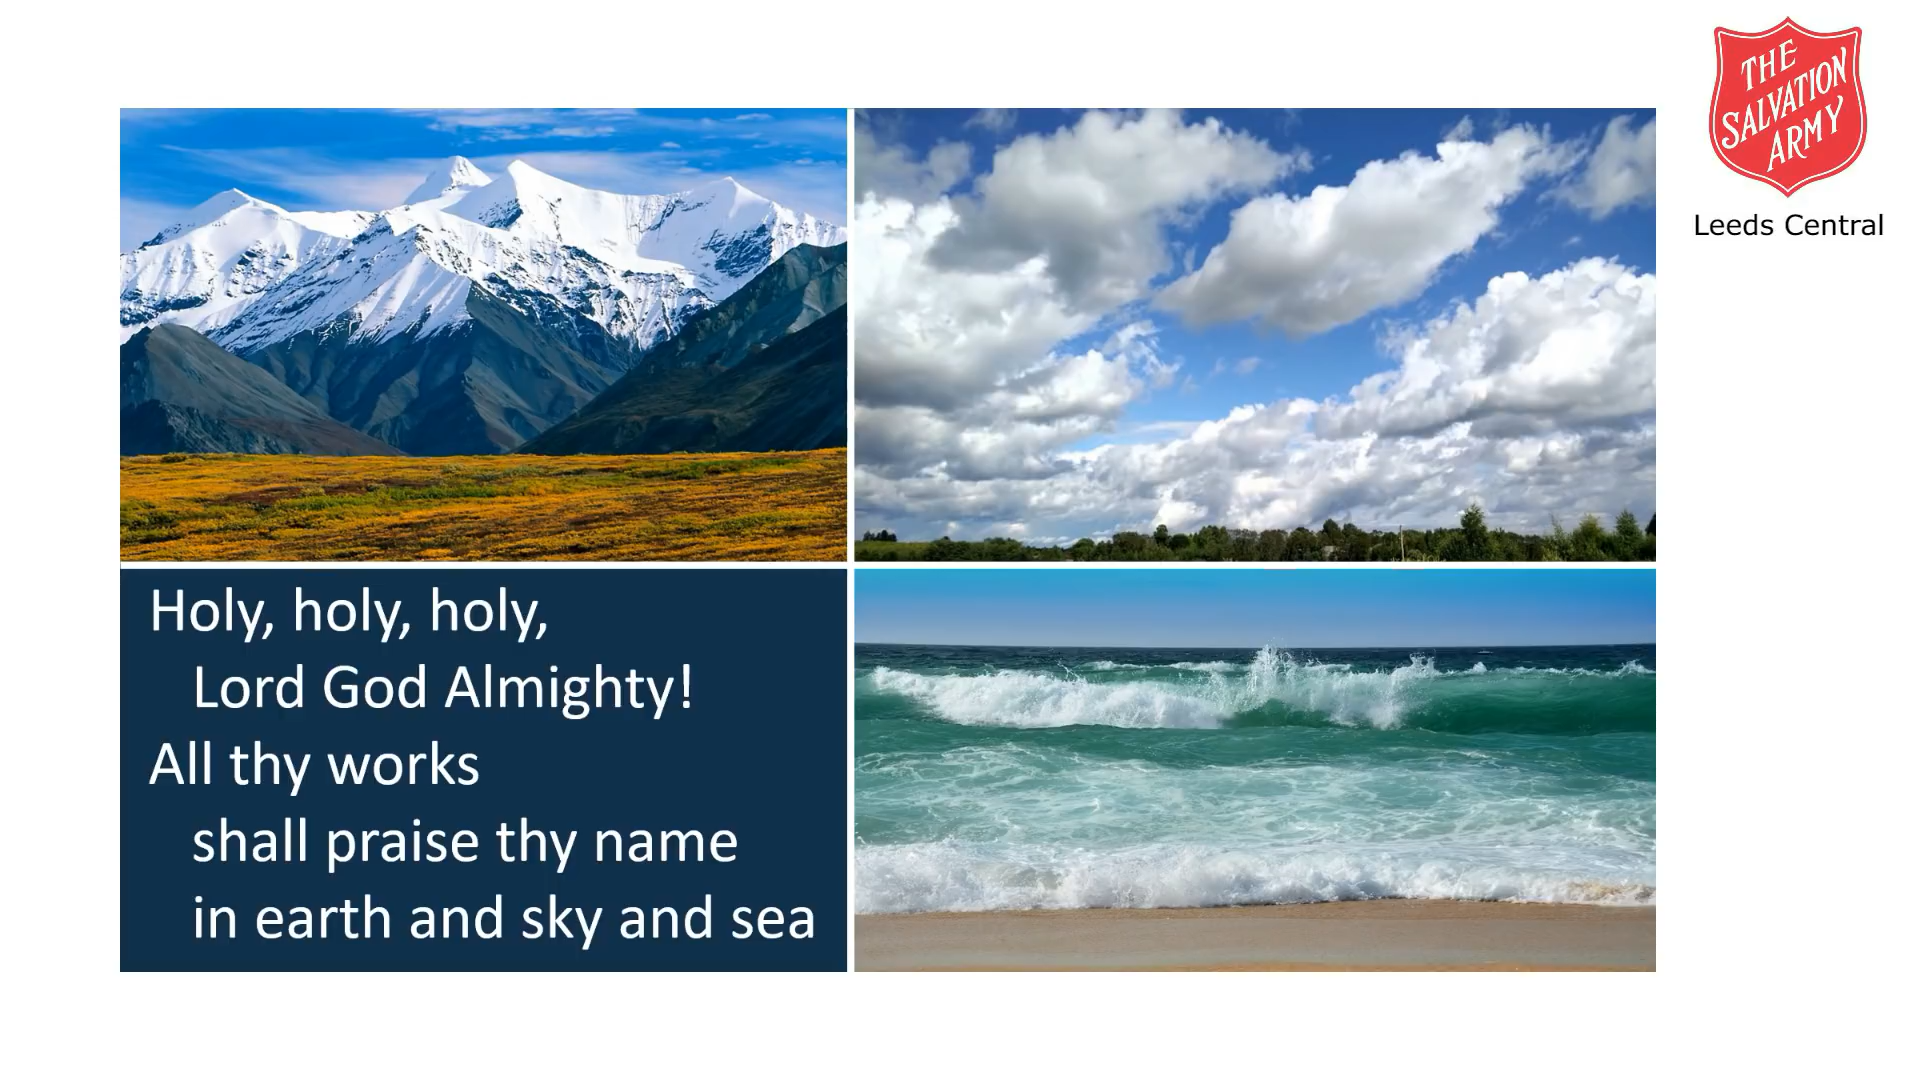 THE
SALVATION
ARMY
Leeds Central
Holy, holy, holy,
Lord God Almighty!
All thy works
shall praise thy name
in earth and sky and sea